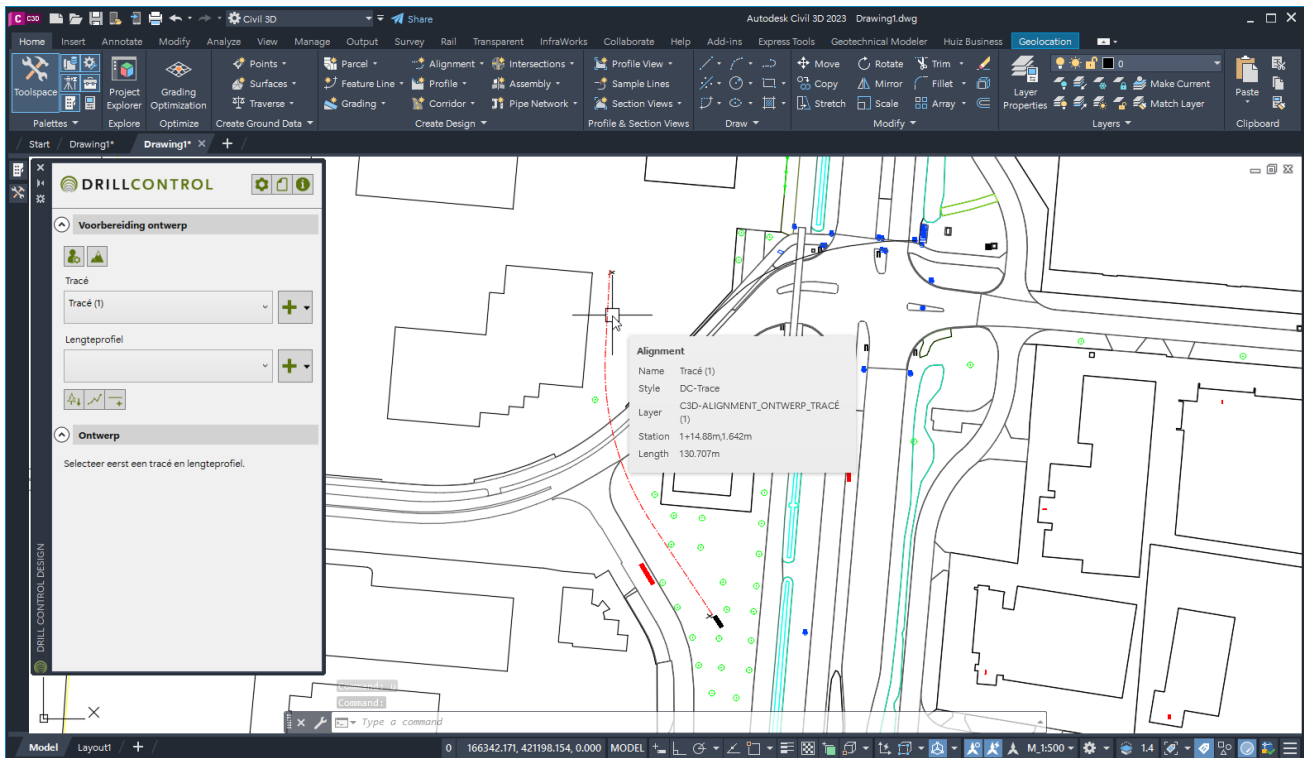 C C3D Civil 3D Share Autodesk Civil 3D 2023 Drawing1.dwg
Home Insert Annotate Modify Analyze View Manage Output Survey Rail Transparent InfraWorks Collaborate Help Add-ins Express Tools Geotechnical Modeler Huiz Business Geolocation
Points Parcel Alignment Intersections Profile View Move Rotate Trim 0
Toolspace Project Explorer Grading Optimization Surfaces Feature Line Profile Assembly Sample Lines Copy Mirror Fillet Layer Properties Make Current Paste
Traverse Grading Corridor Pipe Network Section Views Stretch Scale Array Match Layer
Palettes Explore Optimize Create Ground Data Create Design Profile & Section Views Draw Modify Layers Clipboard
Start Drawing1* Drawing1*
DRILLCONTROL
Voorbereiding ontwerp
Tracé
Tracé (1)
Lengteprofiel
Ontwerp
Selecteer eerst een tracé en lengteprofiel.
DRILL CONTROL DESIGN
Alignment
Name Tracé (1)
Style DC-Trace
Layer C3D-ALIGNMENT_ONTWERP_TRACÉ
(1)
Station 1+14.88m,1.642m
Length 130.707m
Command: u
Command:
Type a command
Model Layout1 0 166342.171, 421198.154, 0.000 MODEL M_1:500 1.4